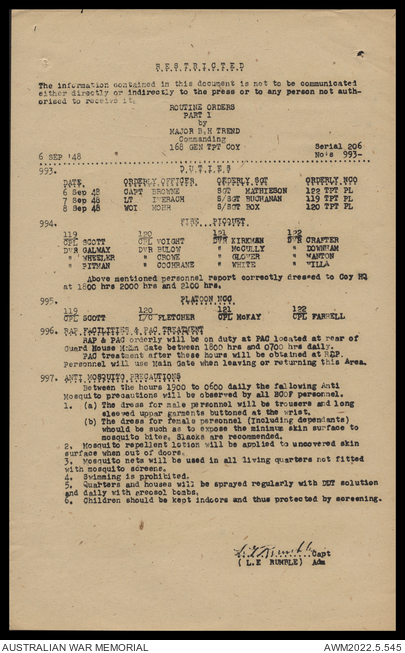 RESTRICTED
The information contained in this document is not to be communicated
either directly or indirectly to the press or to any person not auth-
orised to receive it.
ROUTINE ORDERS
PART 1
by
MAJOR B.H TREMD
Commanding
168 GEN TPT COY Serial 206
6 SEP '48 No's 993-
993. DUTIES
DATE ORDERLY OFFICER ORDERLY SGT ORDERLY NCO
6 Sep 48 CAPT BROWNE SGT MATHIESON 122 TPT PL
7 Sep 48 LT S/SGT BUCHANAN 119 TPT PL
8 Sep 48 WOI MOHR S/SGT ROX 120 TPT PL
994. FIRE PICQUET
119 120 121 122
CPL SCOTT CPL VOIGHT DVR KIRKMAN DVR CRAFTER
DVR GALWAY DVR BULOW " McCULLY " DOWNHAM
" WHEELER " CROWE " GLOVER " WANTON
" PITMAN " COCHRANE " WHITE " WILLA
Above mentioned personnel report correctly dressed to Coy HQ
at 1800 hrs 2000 hrs and 2100 hrs.
995. PLATOON NCO
119 120 121 122
CPL SCOTT L/C FLETCHER CPL McKAY CPL FARRELL
996. RAP FACILITIES & PAC TREATMENT
RAP & PAC orderly will be on duty at PAC located at rear of
Guard House Main Gate between 1800 hrs and 0700 hrs daily.
PAC treatment after these hours will be obtained at RAP.
Personnel will use Main Gate when leaving or returning this Area.
997. ANTI MOSQUITO PRECAUTIONS
Between the hours 1900 to 0600 daily the following Anti
Mosquito precautions will be observed by all BCOF personnel.
1. (a) The dress for male personnel will be trousers and long
sleeved upper garments buttoned at the wrist.
(b) The dress for female personnel (including dependants)
should be such as to expose the minimum skin surface to
mosquito bites, Slacks are recommended.
2. Mosquito repellent lotion will be applied to uncovered skin
surface when out of doors.
3. Mosquito nets will be used in all living quarters not fitted
with mosquito screens.
4. Swimming is prohibited.
5. Quarters and houses will be sprayed regularly with DDT solution
and daily with areosol bombs.
6. Children should be kept indoors and thus protected by screening.
Capt
(L.E RUMBLE) Adm
AUSTRALIAN WAR MEMORIAL AWM2022.5.545